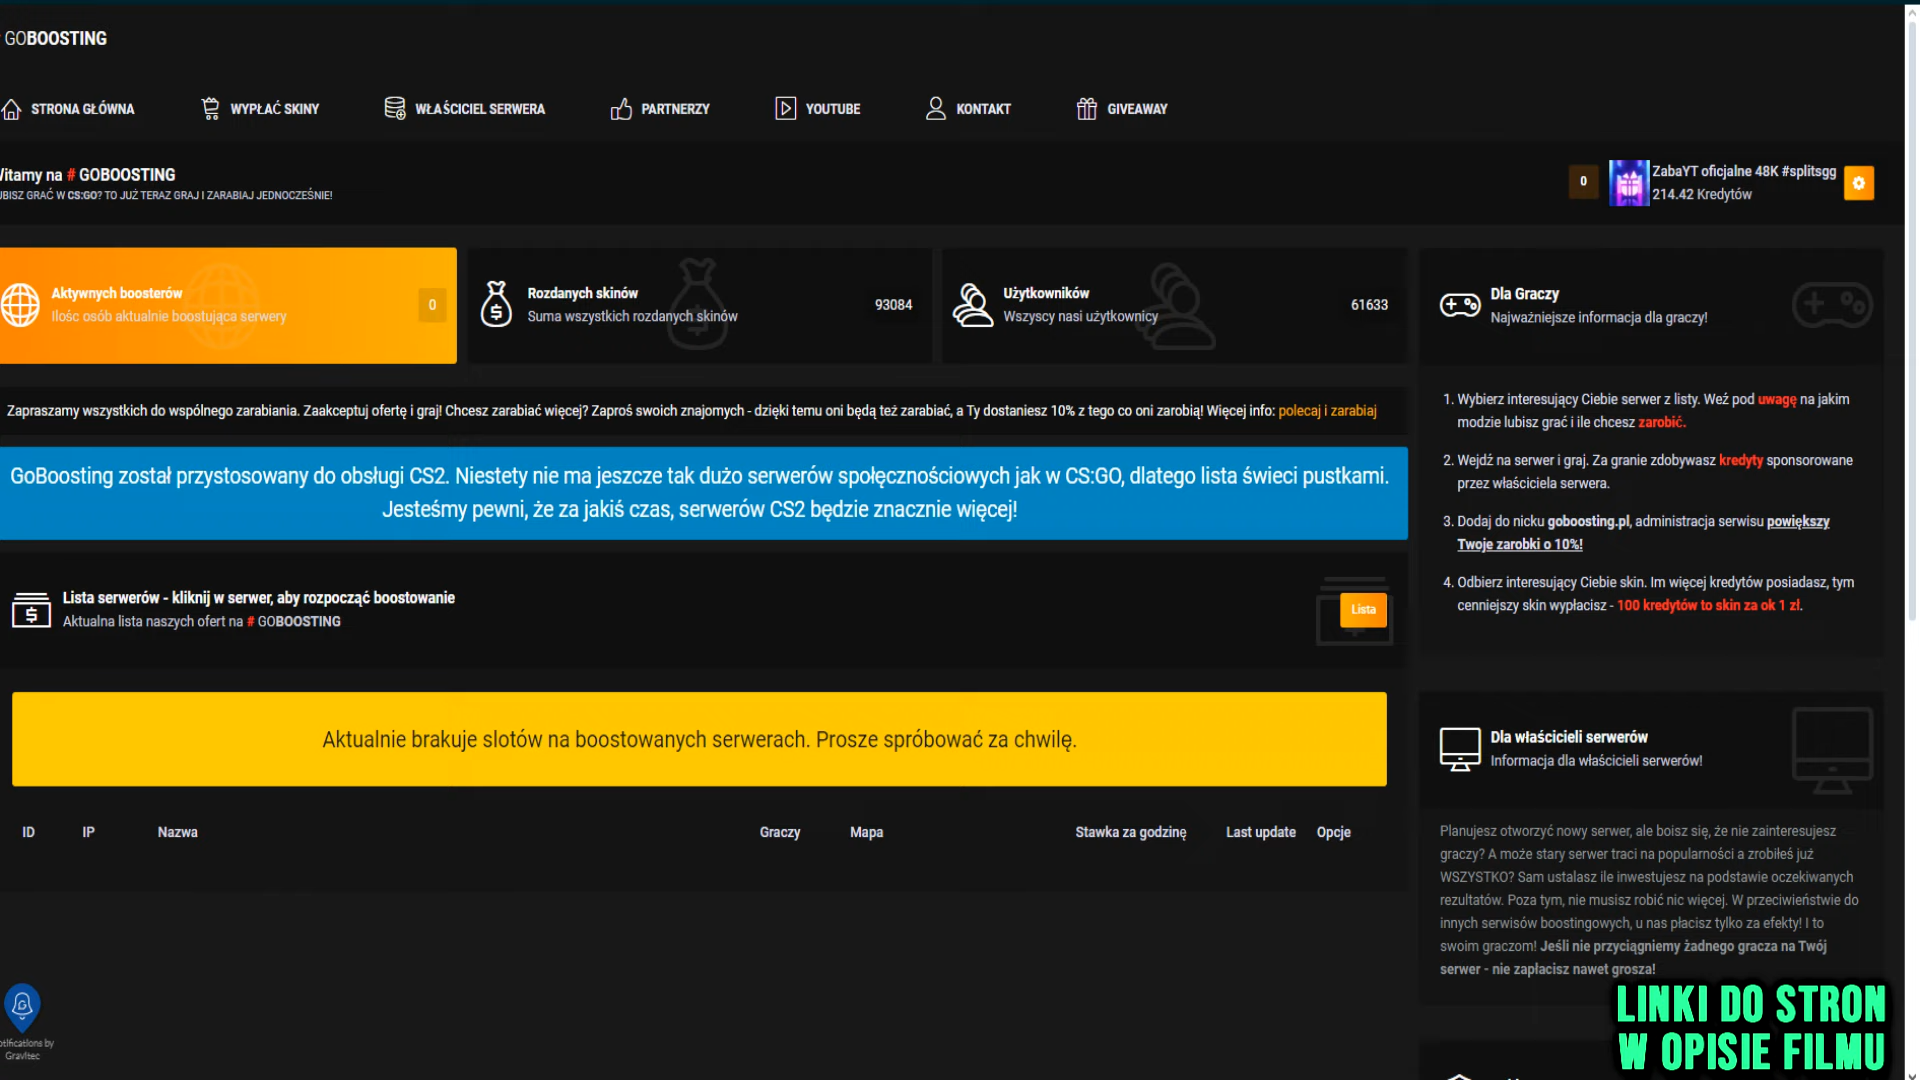 GOBOOSTING
STRONA GŁÓWNA
WYPŁAĆ SKINY
WŁAŚCICIEL SERWERA
PARTNERZY
YOUTUBE
KONTAKT
GIVEAWAY
Witamy na # GOBOOSTING
UBISZ GRAĆ W CS:GO? TO JUŻ TERAZ GRAJ I ZARABIAJ JEDNOCZEŚNIE!
0
ZabaYT oficjalne 48K #splitsgg
214.42 Kredytów
Aktywnych boosterów
Ilośc osób aktualnie boostująca serwery
0
Rozdanych skinów
Suma wszystkich rozdanych skinów
93084
Użytkowników
Wszyscy nasi użytkownicy
61633
Dla Graczy
Najważniejsze informacja dla graczy!
Zapraszamy wszystkich do wspólnego zarabiania. Zaakceptuj ofertę i graj! Chcesz zarabiać więcej? Zaproś swoich znajomych - dzięki temu oni będą też zarabiać, a Ty dostaniesz 10% z tego co oni zarobią! Więcej info: polecaj i zarabiaj
GoBoosting został przystosowany do obsługi CS2. Niestety nie ma jeszcze tak dużo serwerów społecznościowych jak w CS:GO, dlatego lista świeci pustkami.
Jesteśmy pewni, że za jakiś czas, serwerów CS2 będzie znacznie więcej!
1. Wybierz interesujący Ciebie serwer z listy. Weź pod uwagę na jakim
modzie lubisz grać i ile chcesz zarobić.
2. Wejdź na serwer i graj. Za granie zdobywasz kredyty sponsorowane
przez właściciela serwera.
3. Dodaj do nicku goboosting.pl, administracja serwisu powiększy
Twoje zarobki o 10%!
4. Odbierz interesujący Ciebie skin. Im więcej kredytów posiadasz, tym
cenniejszy skin wypłacisz - 100 kredytów to skin za ok 1 zł.
Lista serwerów - kliknij w serwer, aby rozpocząć boostowanie
Aktualna lista naszych ofert na # GOBOOSTING
Lista
Aktualnie brakuje slotów na boostowanych serwerach. Prosze spróbować za chwilę.
ID
IP
Nazwa
Graczy
Mapa
Stawka za godzinę
Last update
Opcje
Dla właścicieli serwerów
Informacja dla właścicieli serwerów!
Planujesz otworzyć nowy serwer, ale boisz się, że nie zainteresujesz
graczy? A może stary serwer traci na popularności a zrobiłeś już
WSZYSTKO? Sam ustalasz ile inwestujesz na podstawie oczekiwanych
rezultatów. Poza tym, nie musisz robić nic więcej. W przeciwieństwie do
innych serwisów boostingowych, u nas płacisz tylko za efekty! I to
swoim graczom! Jeśli nie przyciągniemy żadnego gracza na Twój
serwer - nie zapłacisz nawet grosza!
otifications by
Gravitec
LINKI DO STRON
W OPISIE FILMU